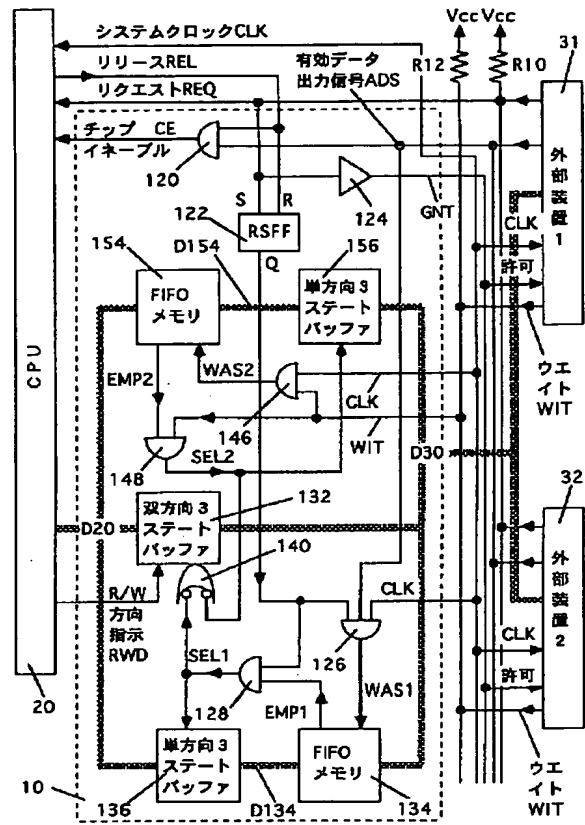 Vcc Vcc
システムクロックCLK
リリースREL
リクエストREQ
有効データ
出力信号ADS
R12
R10
31
チップ CE
イネーブル
120
S
R
124
GNT
外部装置1
122
RSFF
Q
154
D154
156
CLK
許可
FIFO
メモリ
単方向3
ステート
バッファ
CPU
EMP2
WAS2
146
CLK
WIT
ウエイト
WIT
148
SEL2
D30
32
132
双方向3
ステート
バッファ
D20
140
外部装置2
R/W
方向
指示
RWD
CLK
126
CLK
SEL1
128
EMP1
WAS1
許可
20
単方向3
ステート
バッファ
FIFO
メモリ
ウエイト
WIT
10
136
D134
134